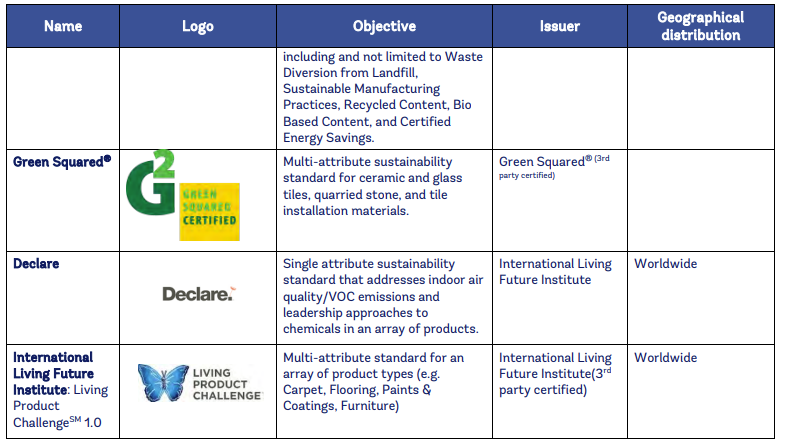 Name Logo Objective Issuer Geographical
distribution
including and not limited to Waste
Diversion from Landfill,
Sustainable Manufacturing
Practices, Recycled Content, Bio
Based Content, and Certified
Energy Savings.
Green Squared®
G2
GREEN
SQUARED
CERTIFIED
Multi-attribute sustainability
standard for ceramic and glass
tiles, quarried stone, and tile
installation materials.
Green Squared® (3rd
party certified)
Declare
Declare.
Single attribute sustainability
standard that addresses indoor air
quality/VOC emissions and
leadership approaches to
chemicals in an array of products.
International Living
Future Institute
Worldwide
International
Living Future
Institute: Living
Product
Challenge℠ 1.0
LIVING
PRODUCT
CHALLENGE
Multi-attribute standard for an
array of product types (e.g.
Carpet, Flooring, Paints &
Coatings, Furniture)
International Living
Future Institute(3rd
party certified)
Worldwide